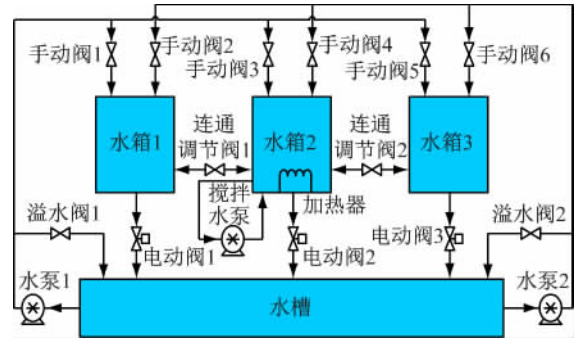 手动阀1
手动阀2
手动阀3
手动阀4
手动阀5
手动阀6
水箱1
连通
调节阀1
水箱2
连通
调节阀2
水箱3
搅拌
水泵
加热器
溢水阀1
溢水阀2
电动阀1
电动阀2
电动阀3
水泵1
水槽
水泵2